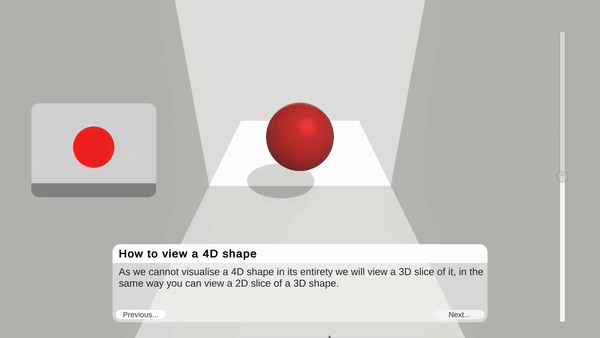 How to view a 4D shape
As we cannot visualise a 4D shape in its entirety we will view a 3D slice of it, in the
same way you can view a 2D slice of a 3D shape.
Previous... Next...